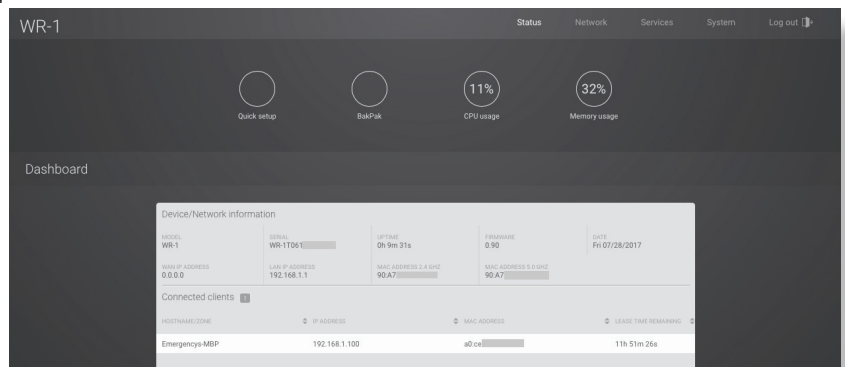 WR-1
Status Network Services System Log out
11% 32%
Quick setup BakPak CPU usage Memory usage
Dashboard
Device/Network information
MODEL SERIAL UPTIME FIRMWARE DATE
WR-1 WR-1T061 0h 9m 31s 0.90 Fri 07/28/2017
WAN IP ADDRESS LAN IP ADDRESS MAC ADDRESS 2.4 GHZ MAC ADDRESS 5.0 GHZ
0.0.0.0 192.168.1.1 90:A7 90:A7
Connected clients 1
HOSTNAME/ZONE IP ADDRESS MAC ADDRESS LEASE TIME REMAINING
Emergencys-MBP 192.168.1.100 a0:ce 11h 51m 26s